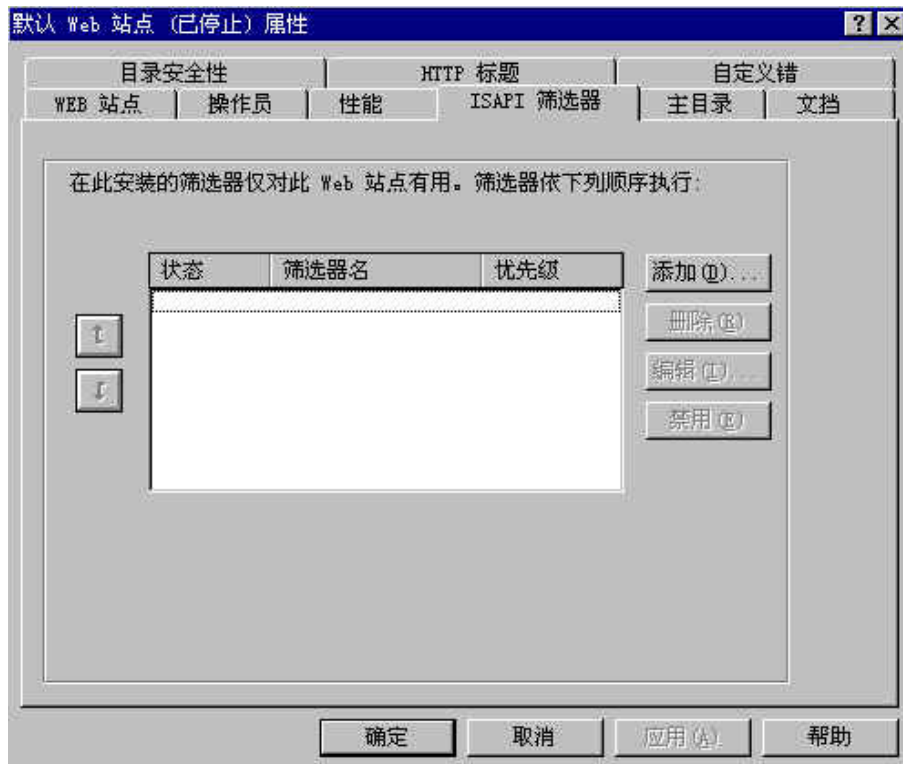 默认 Web 站点 (已停止) 属性
目录安全性 HTTP 标题 自定义错
WEB 站点 操作员 性能 ISAPI 筛选器 主目录 文挡
在此安装的筛选器仅对此 Web 站点有用。筛选器依下列顺序执行:
状态 筛选器名 优先级
添加(D)...
删除(R)
编辑(I)...
禁用(E)
确定 取消 应用(A) 帮助